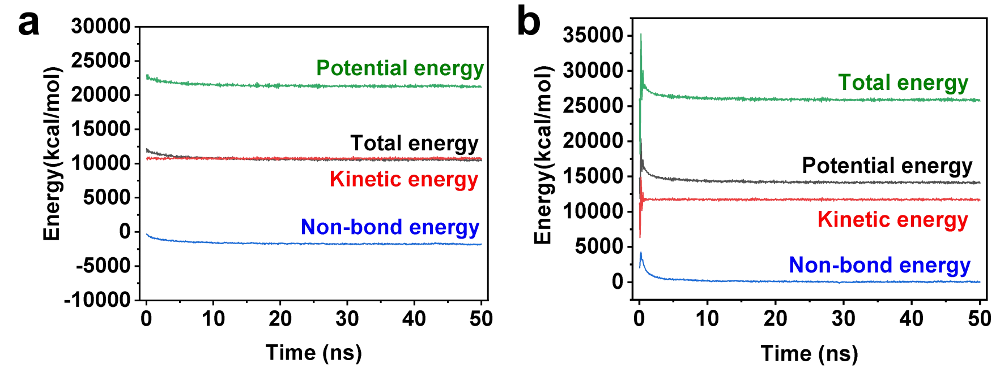 a
30000
25000
20000
15000
10000
5000
0
-5000
-10000
Energy(kcal/mol)
Potential energy
Total energy
Kinetic energy
Non-bond energy
0 10 20 30 40 50
Time (ns)
b
35000
30000
25000
20000
15000
10000
5000
0
Energy(kcal/mol)
Total energy
Potential energy
Kinetic energy
Non-bond energy
0 10 20 30 40 50
Time (ns)